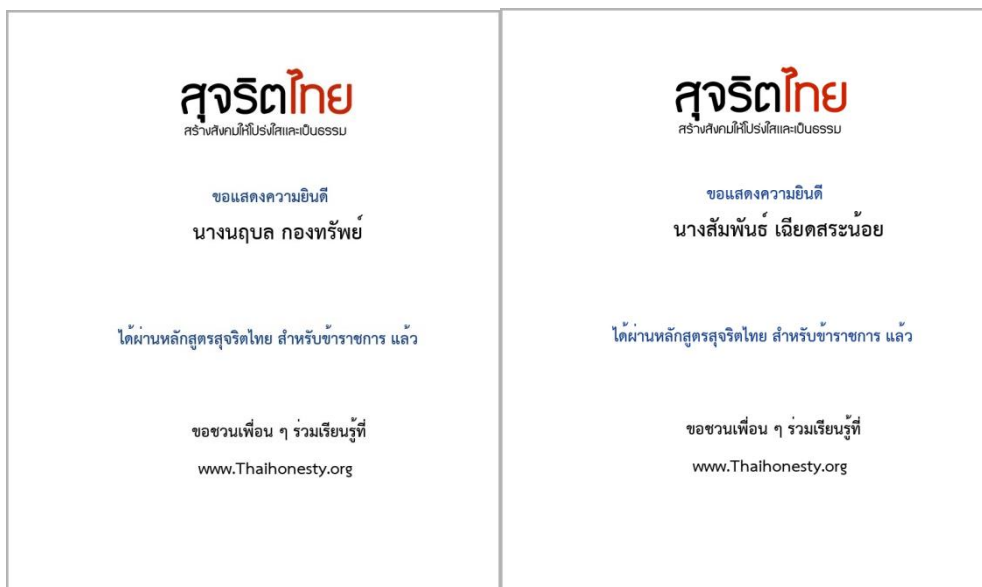 สุจริตไทย
สร้างสังคมให้โปร่งใสและเป็นธรรม
ขอแสดงความยินดี
นางนฤบล กองทรัพย์
ได้ผ่านหลักสูตรสุจริตไทย สำหรับข้าราชการ แล้ว
ขอชวนเพื่อน ๆ ร่วมเรียนรู้ที่
www.Thaihonesty.org
สุจริตไทย
สร้างสังคมให้โปร่งใสและเป็นธรรม
ขอแสดงความยินดี
นางสัมพันธ์ เฉียดสระน้อย
ได้ผ่านหลักสูตรสุจริตไทย สำหรับข้าราชการ แล้ว
ขอชวนเพื่อน ๆ ร่วมเรียนรู้ที่
www.Thaihonesty.org